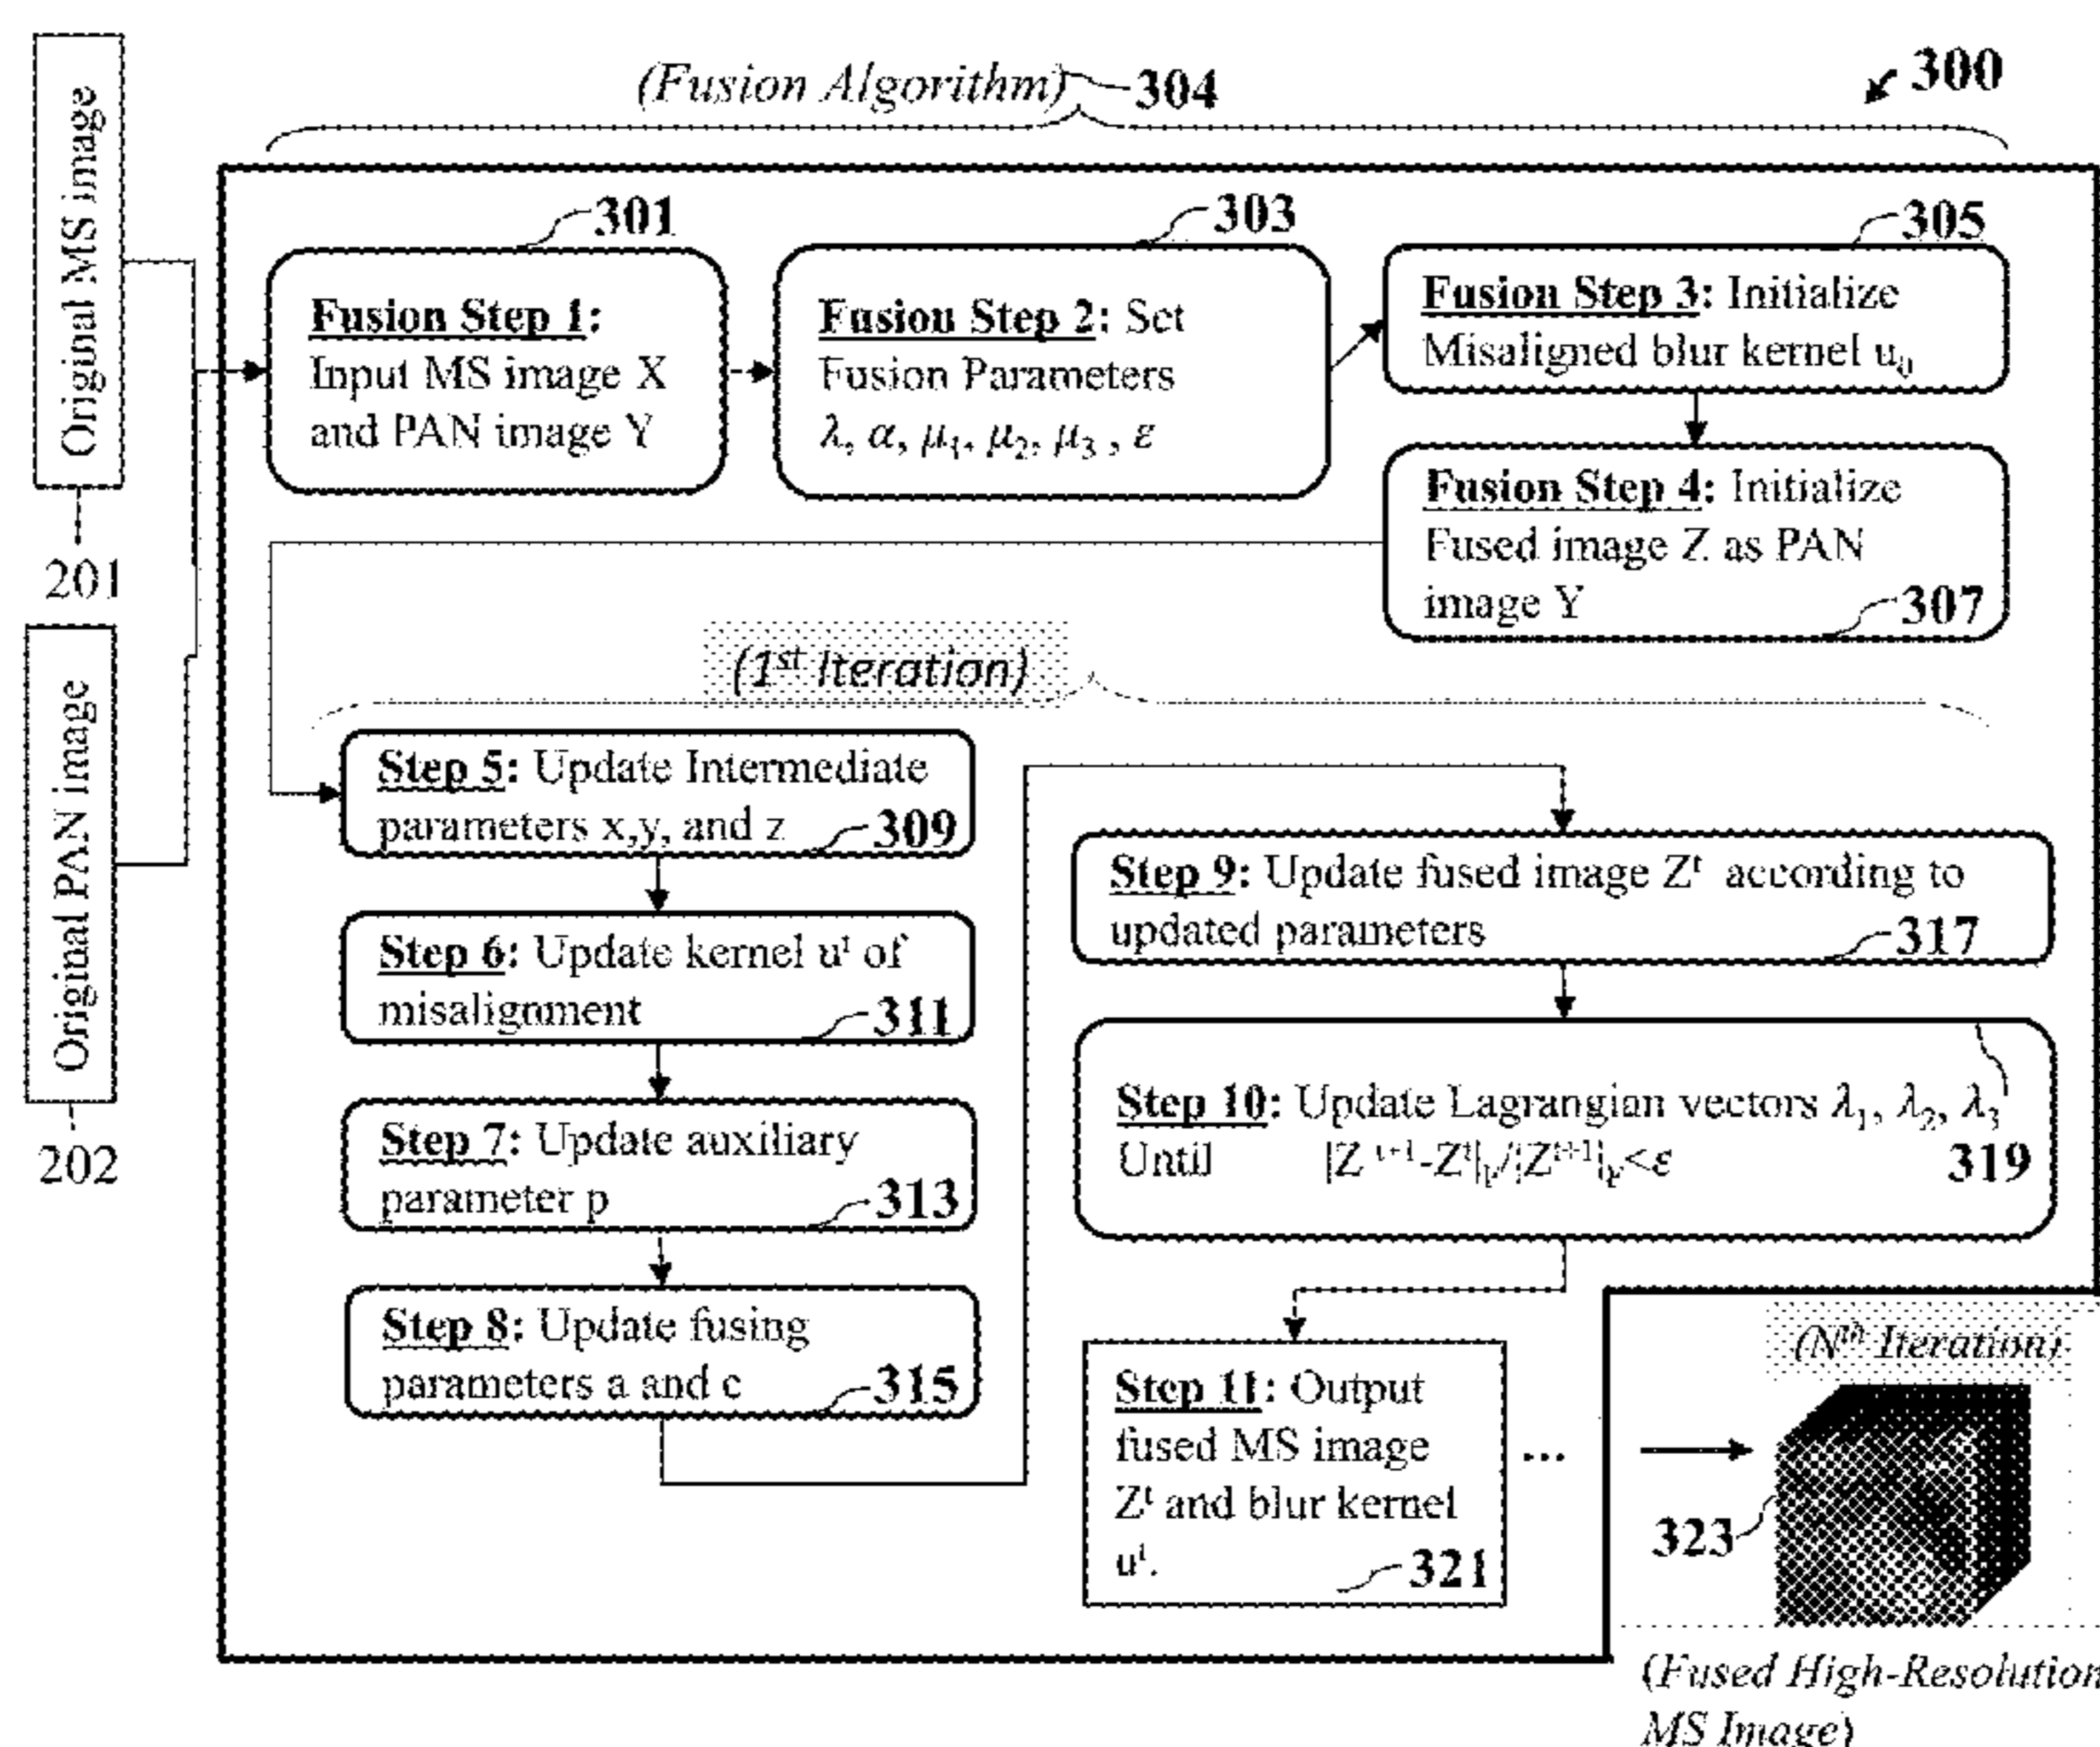 (Fusion Algorithm) 304
300
Original MS image
201
Original PAN image
202
301
Fusion Step 1:
Input MS image X
and PAN image Y
303
Fusion Step 2: Set
Fusion Parameters
λ, α, μ₁, μ₂, μ₃ , ε
305
Fusion Step 3: Initialize
Misaligned blur kernel u₀
Fusion Step 4: Initialize
Fused image Z as PAN
image Y
307
(1ˢᵗ Iteration)
Step 5: Update Intermediate
parameters x,y, and z
309
Step 6: Update kernel uᵗ of
misalignment
311
Step 7: Update auxiliary
parameter p
313
Step 8: Update fusing
parameters a and c
315
Step 9: Update fused image Zᵗ according to
updated parameters
317
Step 10: Update Lagrangian vectors λ₁, λ₂, λ₃
Until |Zᵗ⁺¹-Zᵗ|/|Zᵗ⁺¹|<ε
319
Step 11: Output
fused MS image
Zᵗ and blur kernel
uᵗ.
321
...
(Nᵗʰ Iteration)
323
(Fused High-Resolution
MS Image)